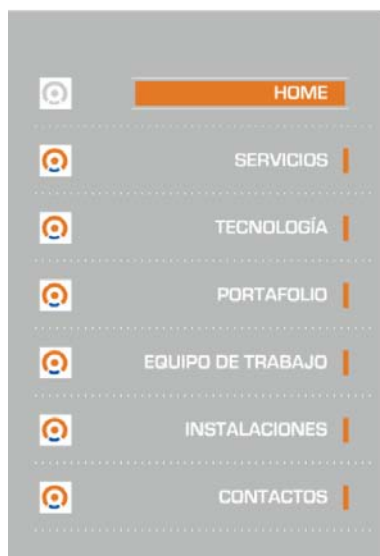 HOME
SERVICIOS
TECNOLOGÍA
PORTAFOLIO
EQUIPO DE TRABAJO
INSTALACIONES
CONTACTOS